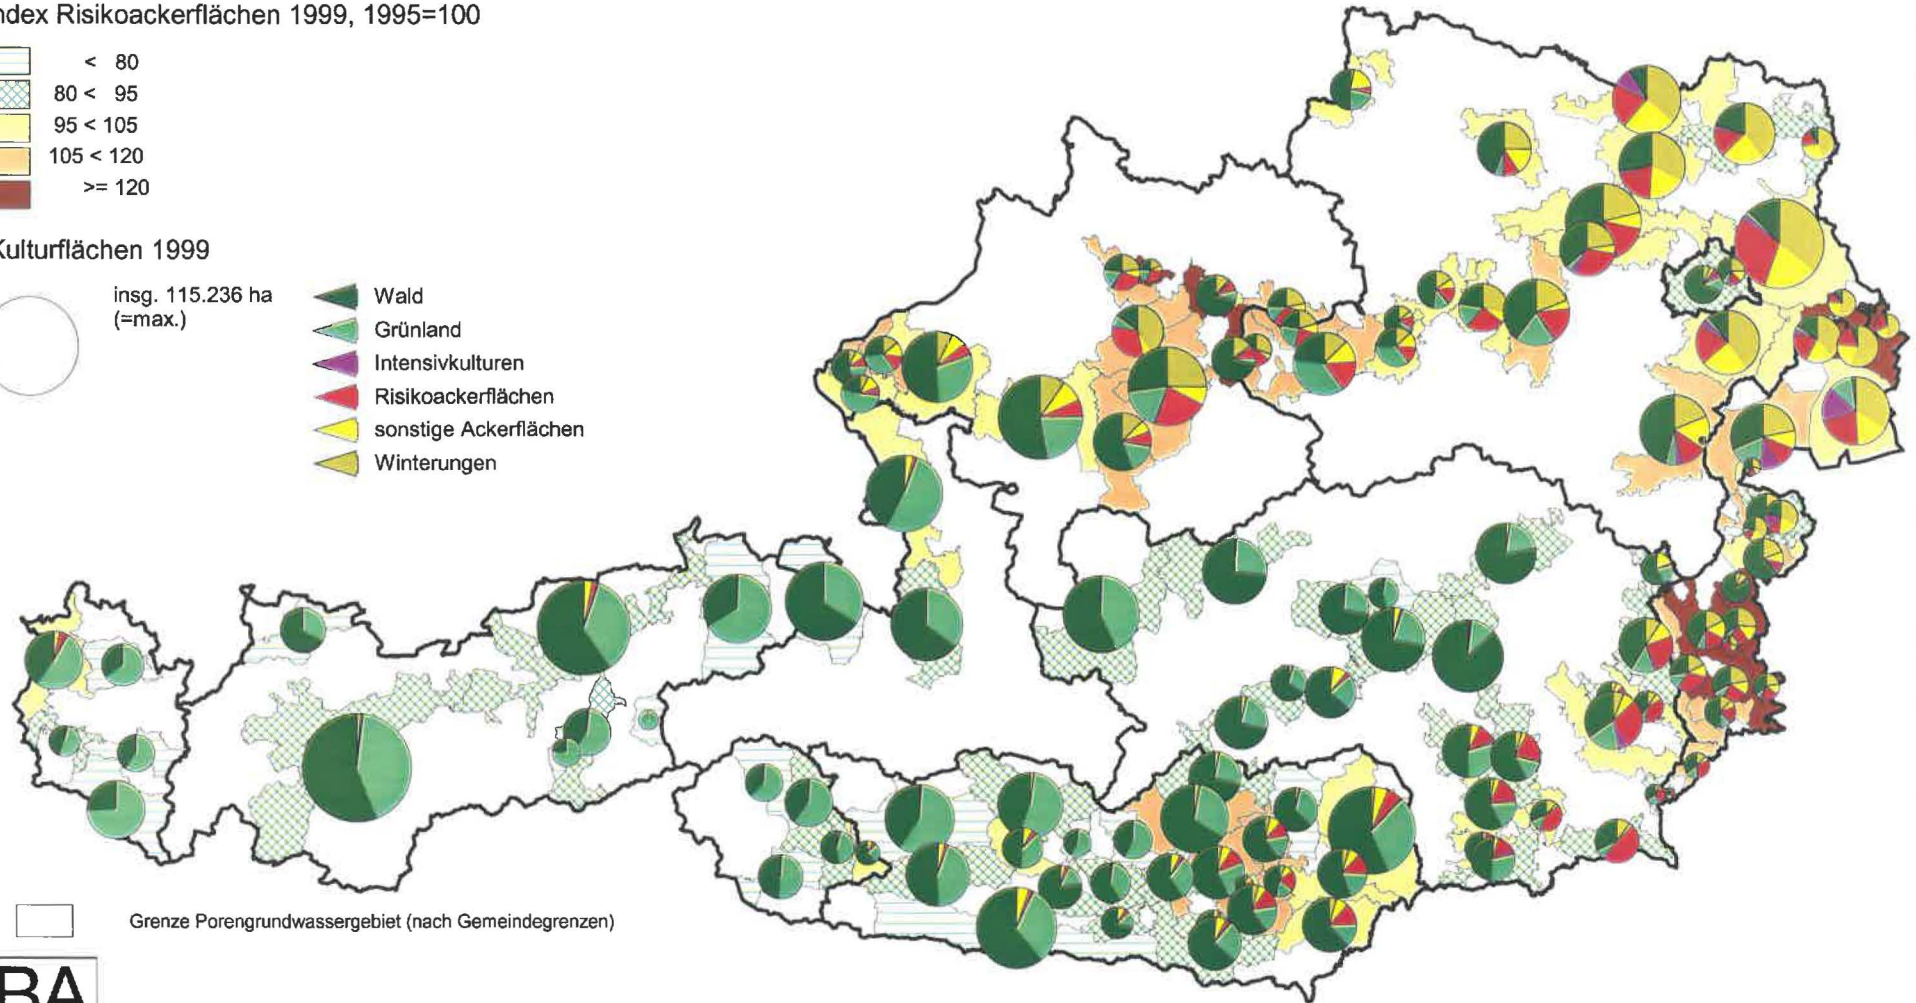 ndex Risikoackerflächen 1999, 1995=100
< 80
80 < 95
95 < 105
105 < 120
>= 120
Kulturflächen 1999
insg. 115.236 ha
(=max.)
Wald
Grünland
Intensivkulturen
Risikoackerflächen
sonstige Ackerflächen
Winterungen
Grenze Porengrundwassergebiet (nach Gemeindegrenzen)
BA